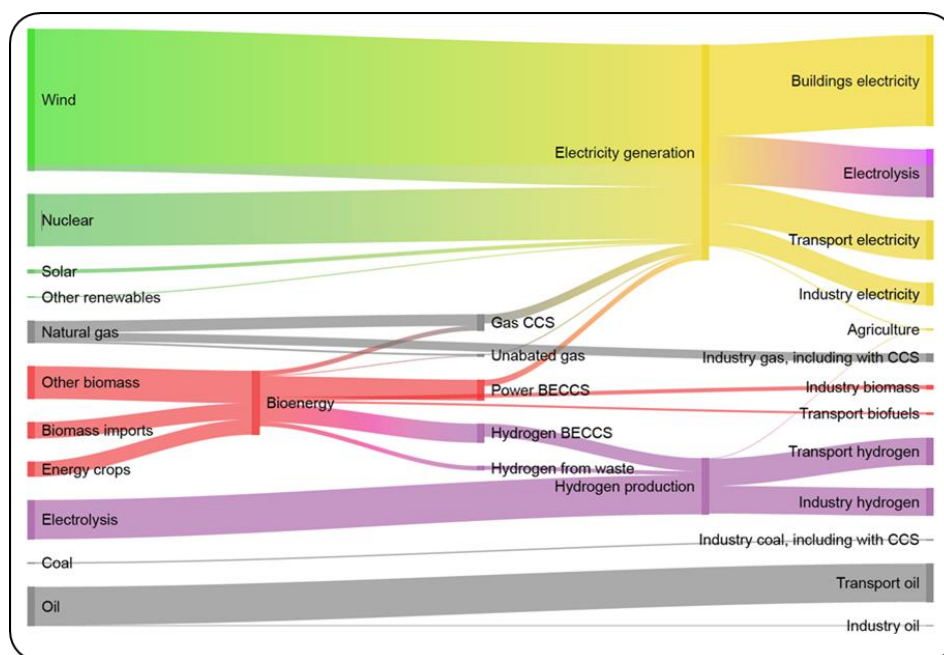 Wind
Buildings electricity
Electricity generation
Electrolysis
Nuclear
Transport electricity
Solar
Industry electricity
Other renewables
Gas CCS
Agriculture
Natural gas
Unabated gas
Industry gas, including with CCS
Other biomass
Power BECCS
Industry biomass
Bioenergy
Transport biofuels
Biomass imports
Hydrogen BECCS
Transport hydrogen
Energy crops
Hydrogen from waste
Hydrogen production
Industry hydrogen
Electrolysis
Industry coal, including with CCS
Coal
Transport oil
Oil
Industry oil